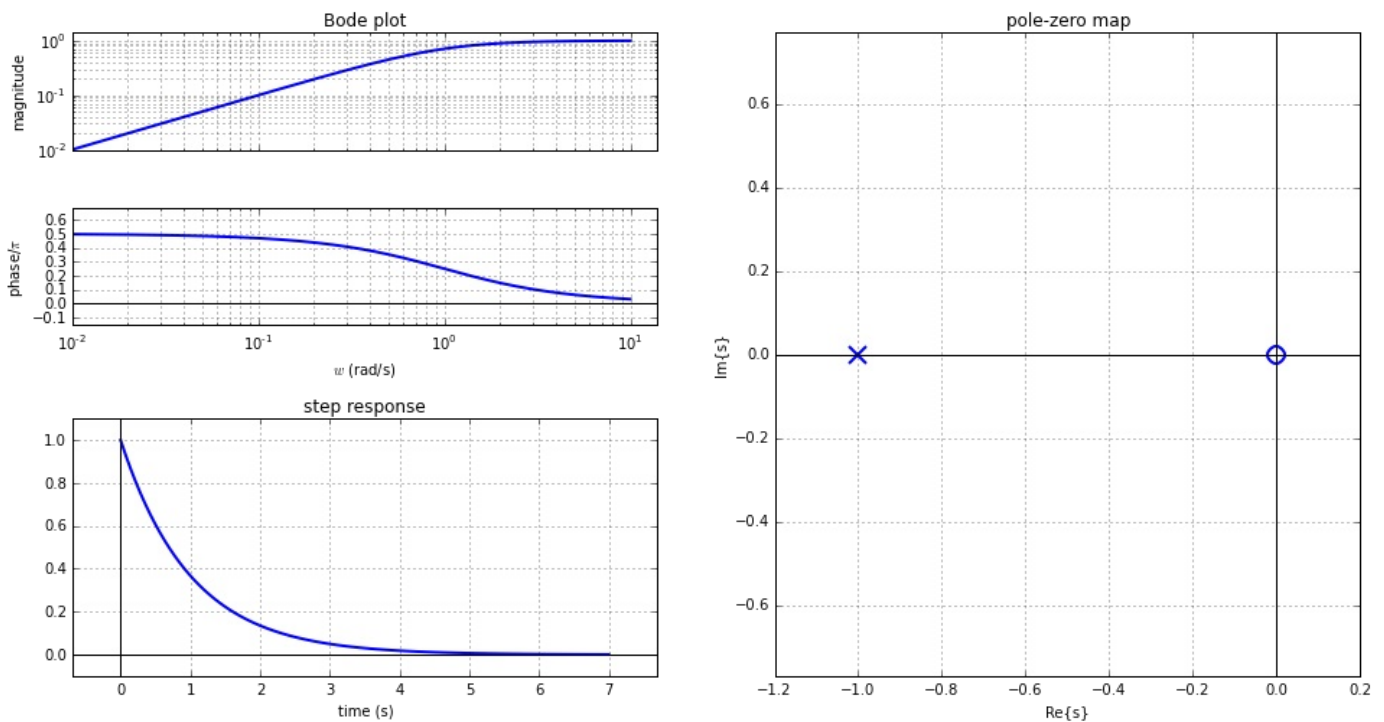 Bode plot
magnitude
10^0
10^-1
10^-2
phase/π
0.6
0.5
0.4
0.3
0.2
0.1
0.0
−0.1
10^-2 10^-1 10^0 10^1
w (rad/s)
step response
1.0
0.8
0.6
0.4
0.2
0.0
0 1 2 3 4 5 6 7
time (s)
pole-zero map
Im{s}
0.6
0.4
0.2
0.0
−0.2
−0.4
−0.6
−1.2 −1.0 −0.8 −0.6 −0.4 −0.2 0.0 0.2
Re{s}